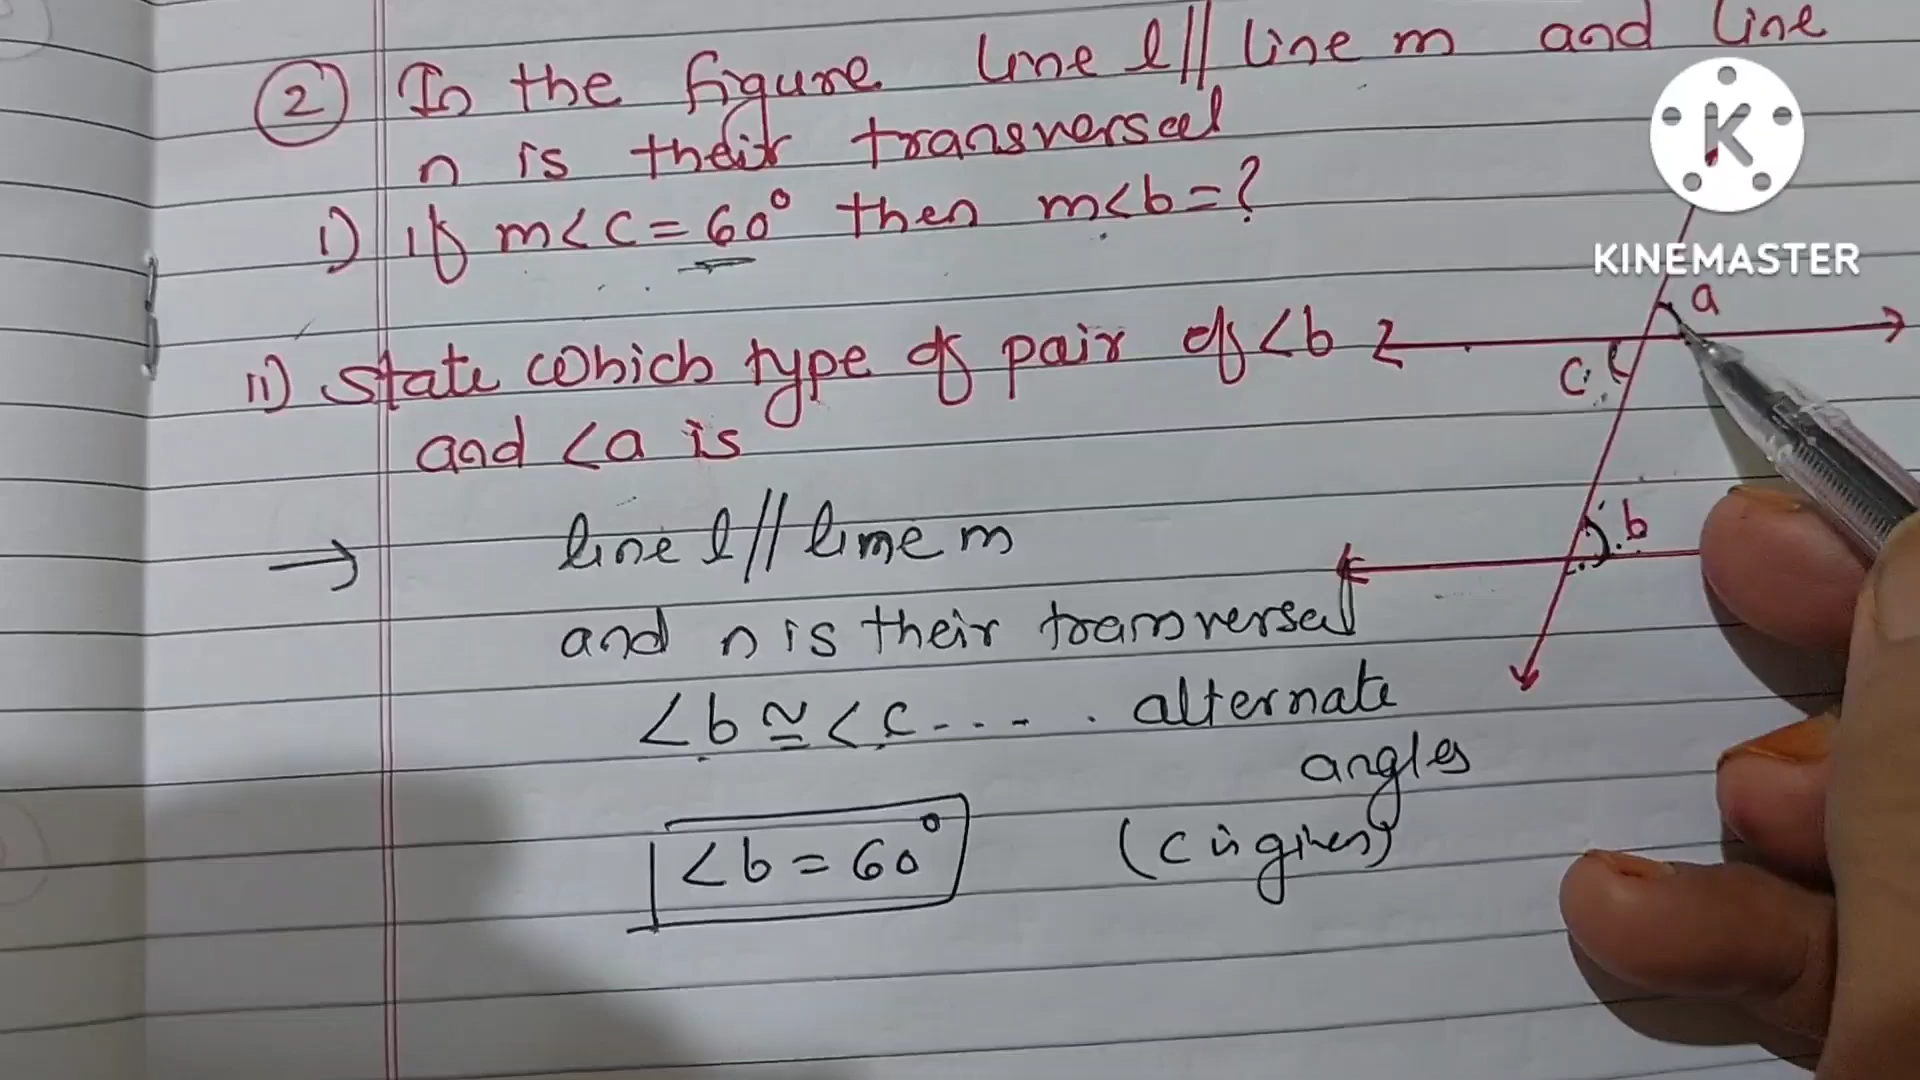 2 In the figure line l // line m and line
n is their transversal
i) if m<c = 60° then m<b = ?
ii) State which type of pair of <b
and <a is
→ line l // line m
and n is their transversal
<b ≅ <c - - - - . alternate
angles
<b = 60° (c is given)
K
KINEMASTER
a
c
b